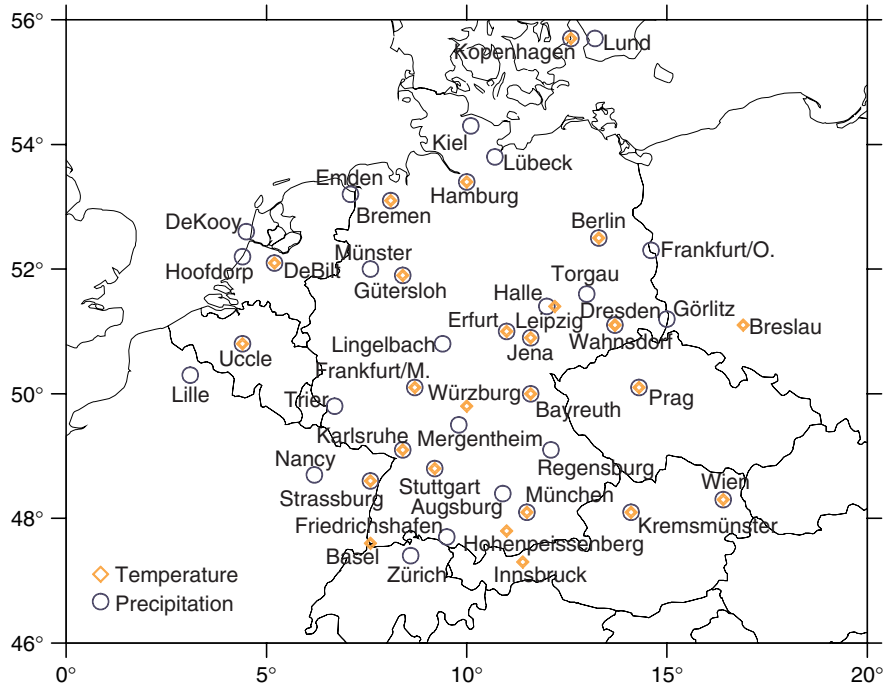 56°
Kopenhagen
Lund
54°
Kiel
Lübeck
Emden
Hamburg
Bremen
DeKooy
Berlin
Münster
Frankfurt/O.
52°
Hoofdorp
DeBilt
Gütersloh
Torgau
Halle
Görlitz
Erfurt
Leipzig
Dresden
Breslau
Wahnsdorf
Uccle
Lingelbach
Jena
Frankfurt/M.
50°
Lille
Trier
Würzburg
Bayreuth
Prag
Karlsruhe
Mergentheim
Nancy
Regensburg
Strassburg
Stuttgart
München
Wien
Augsburg
48°
Friedrichshafen
Kremsmünster
Hohenpeissenberg
Basel
Zürich
Innsbruck
Temperature
Precipitation
46°
0°
5°
10°
15°
20°